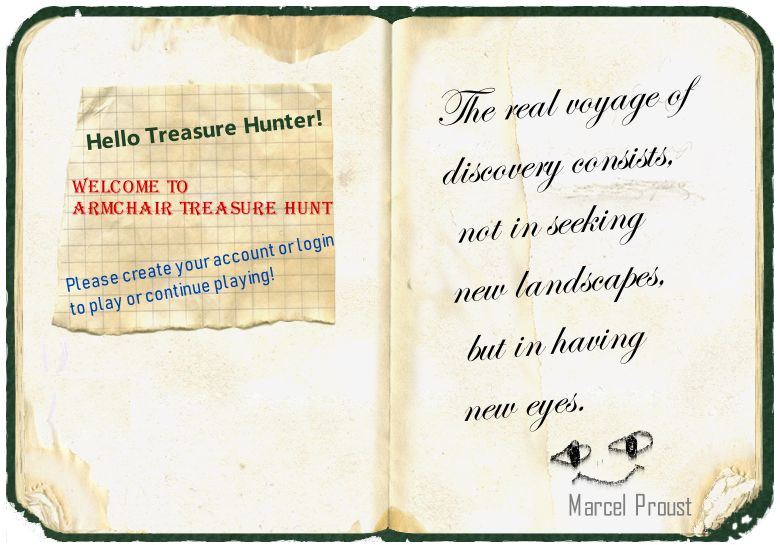 Hello Treasure Hunter!
WELCOME TO
ARMCHAIR TREASURE HUNT
Please create your account or login
to play or continue playing!
The real voyage of
discovery consists,
not in seeking
new landscapes,
but in having
new eyes.
Marcel Proust